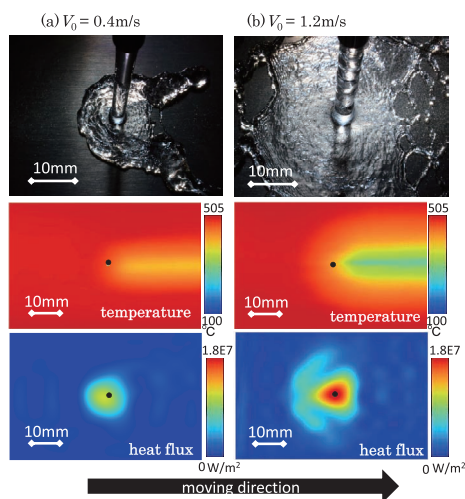 (a) V₀ = 0.4m/s
(b) V₀ = 1.2m/s
10mm
10mm
505
505
10mm
temperature
10mm
temperature
100
℃
100
℃
1.8E7
1.8E7
10mm
heat flux
10mm
heat flux
0 W/m²
0 W/m²
moving direction